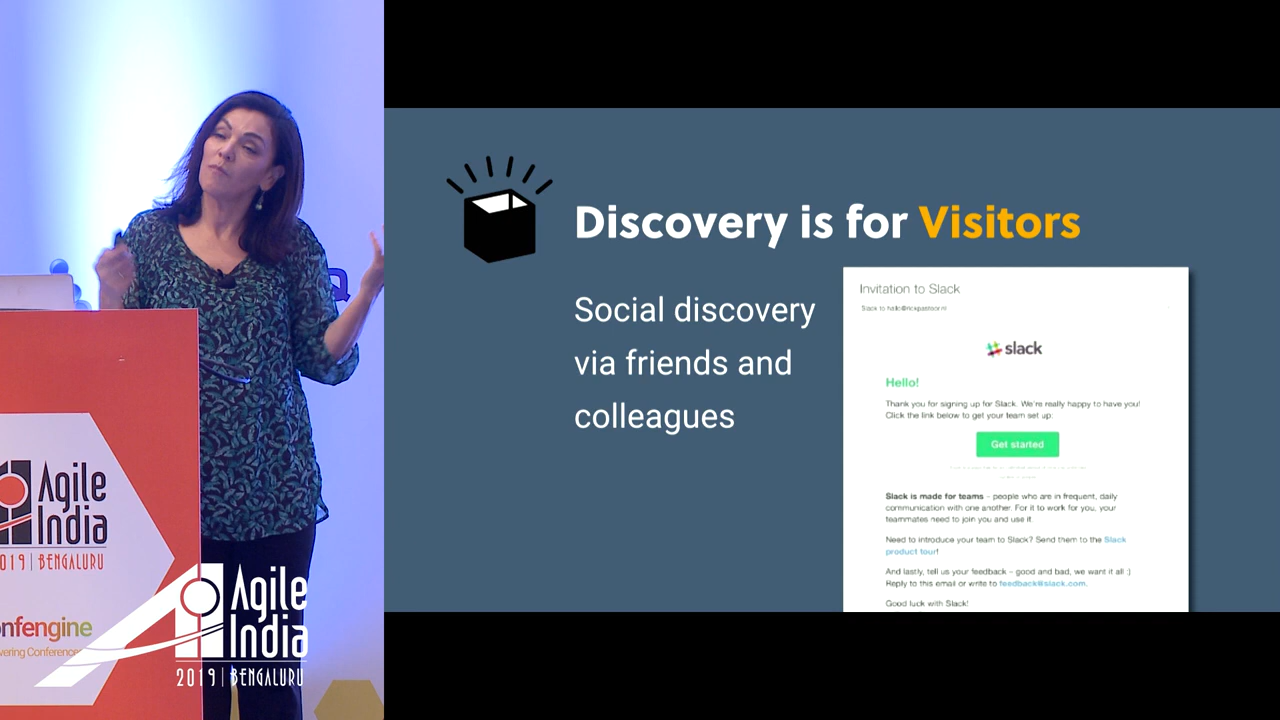 Discovery is for Visitors
Social discovery
via friends and
colleagues
Invitation to Slack
slack
Hello!
Thank you for signing up for Slack. We're really happy to have you!
Click the link below to get your team set up:
Get started
Slack is made for teams – people who are in frequent, daily
communication with one another. For it to work for you, your
teammates need to join you and use it.
Need to introduce your team to Slack? Send them to the Slack
product tour!
And lastly, tell us your feedback – good and bad, we want it all :)
Reply to this email or write to feedback@slack.com.
Good luck with Slack!
Agile
India
2019 | BENGALURU
nfengine
vering Conferences
Agile
India
2019 | BENGALURU